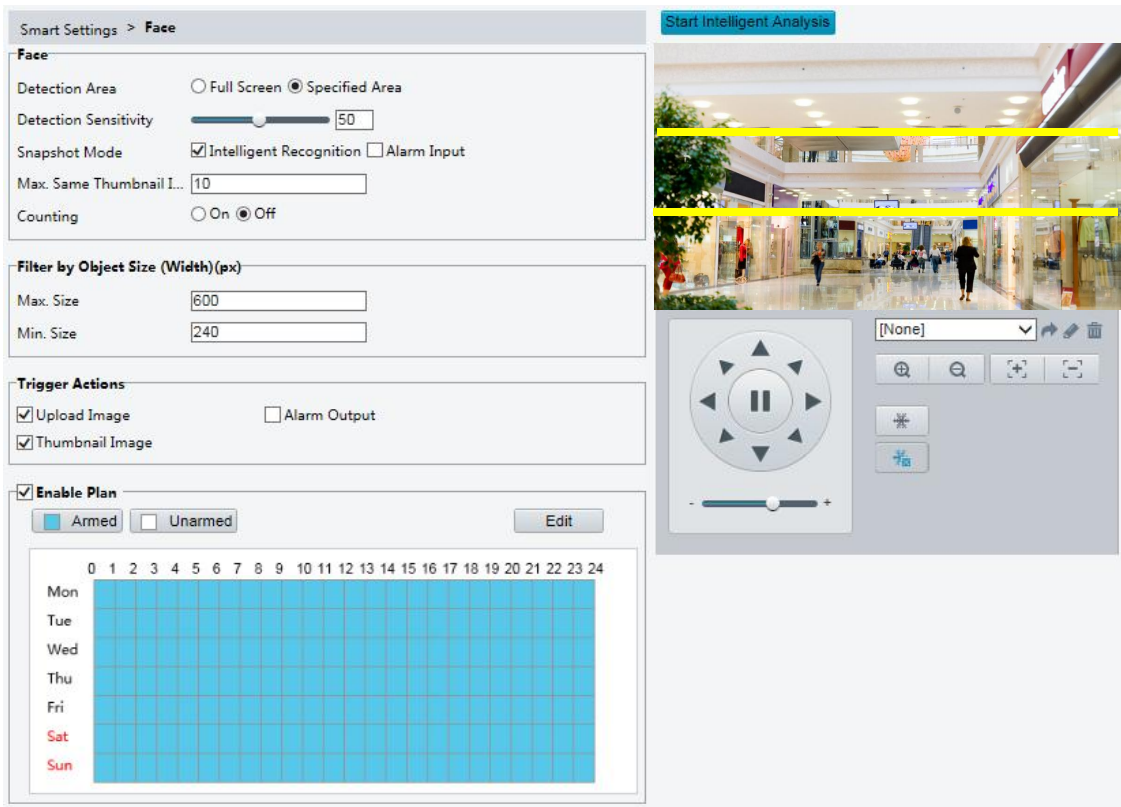 Smart Settings > Face
Start Intelligent Analysis
Face
Detection Area Full Screen Specified Area
Detection Sensitivity 50
Snapshot Mode Intelligent Recognition Alarm Input
Max. Same Thumbnail I... 10
Counting On Off
Filter by Object Size (Width)(px)
Max. Size 600
Min. Size 240
[None]
Trigger Actions
Upload Image Alarm Output
Thumbnail Image
Enable Plan
Armed Unarmed Edit
- +
0 1 2 3 4 5 6 7 8 9 10 11 12 13 14 15 16 17 18 19 20 21 22 23 24
Mon
Tue
Wed
Thu
Fri
Sat
Sun